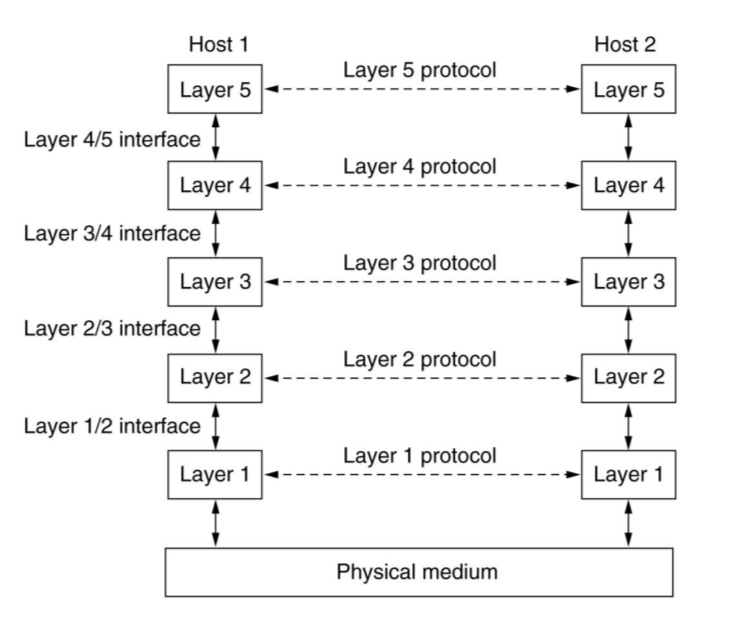 Host 1
Host 2
Layer 5 protocol
Layer 5
Layer 5
Layer 4/5 interface
Layer 4 protocol
Layer 4
Layer 4
Layer 3/4 interface
Layer 3 protocol
Layer 3
Layer 3
Layer 2/3 interface
Layer 2 protocol
Layer 2
Layer 2
Layer 1/2 interface
Layer 1 protocol
Layer 1
Layer 1
Physical medium